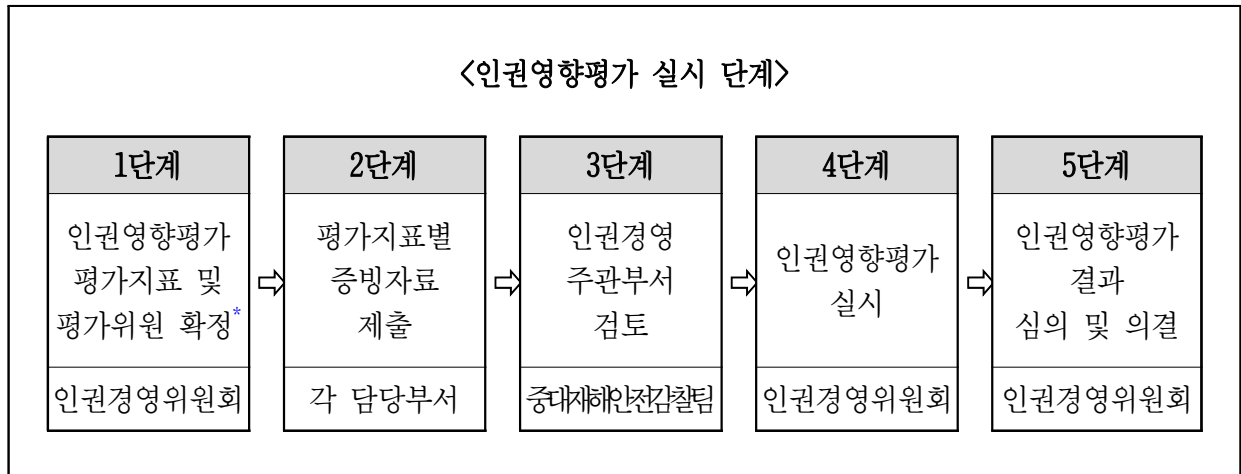 <인권영향평가 실시 단계>
1단계
인권영향평가
평가지표 및
평가위원 확정*
인권경영위원회
⇨
2단계
평가지표별
증빙자료
제출
각 담당부서
⇨
3단계
인권경영
주관부서
검토
중대재해안전감찰팀
⇨
4단계
인권영향평가
실시
인권경영위원회
⇨
5단계
인권영향평가
결과
심의 및 의결
인권경영위원회